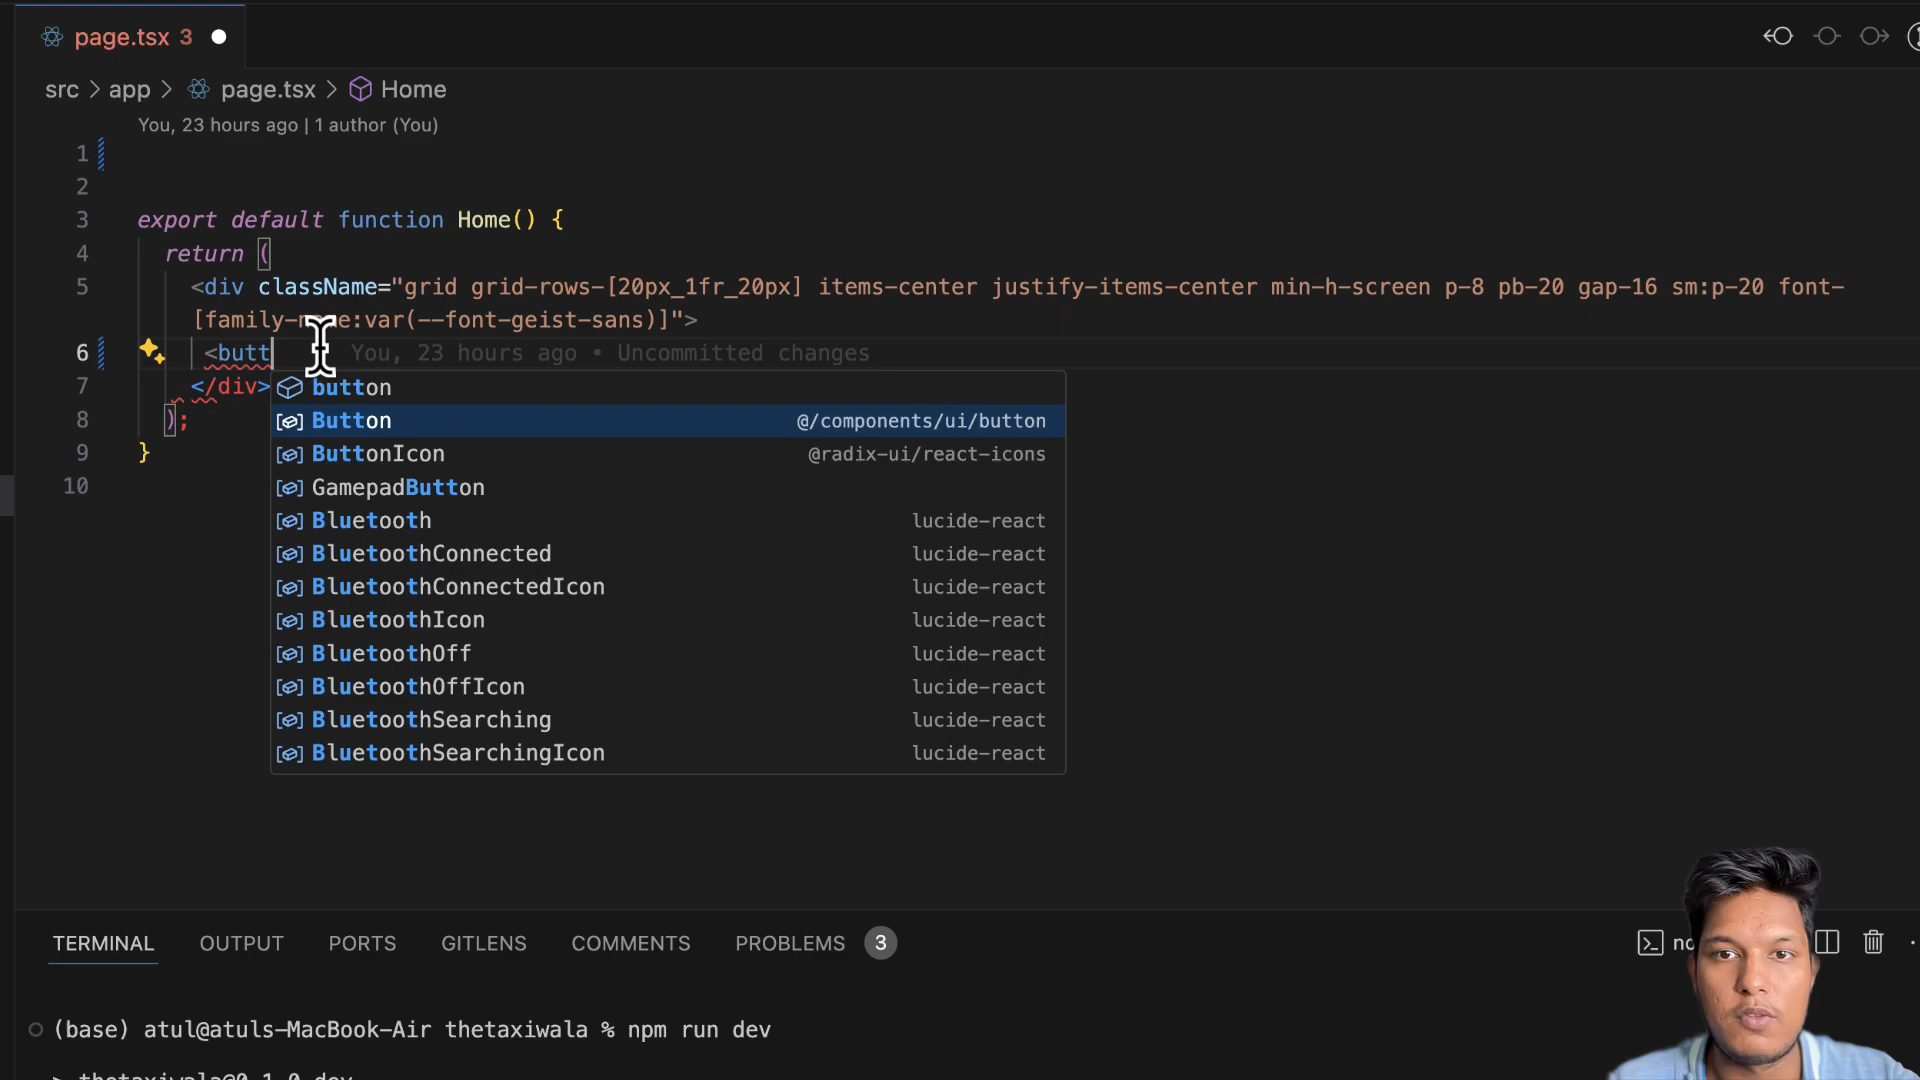 page.tsx 3
src > app > page.tsx > Home
You, 23 hours ago | 1 author (You)
1
2
3 export default function Home() {
4 return (
5 <div className="grid grid-rows-[20px_1fr_20px] items-center justify-items-center min-h-screen p-8 pb-20 gap-16 sm:p-20 font-
[family-name:var(--font-geist-sans)]">
6 <butt You, 23 hours ago • Uncommitted changes
7 </div>
8 );
9 }
10
button
Button @/components/ui/button
ButtonIcon @radix-ui/react-icons
GamepadButton
Bluetooth lucide-react
BluetoothConnected lucide-react
BluetoothConnectedIcon lucide-react
BluetoothIcon lucide-react
BluetoothOff lucide-react
BluetoothOffIcon lucide-react
BluetoothSearching lucide-react
BluetoothSearchingIcon lucide-react
TERMINAL OUTPUT PORTS GITLENS COMMENTS PROBLEMS 3
(base) atul@atuls-MacBook-Air thetaxiwala % npm run dev
> thetaxiwala@0.1.0 dev